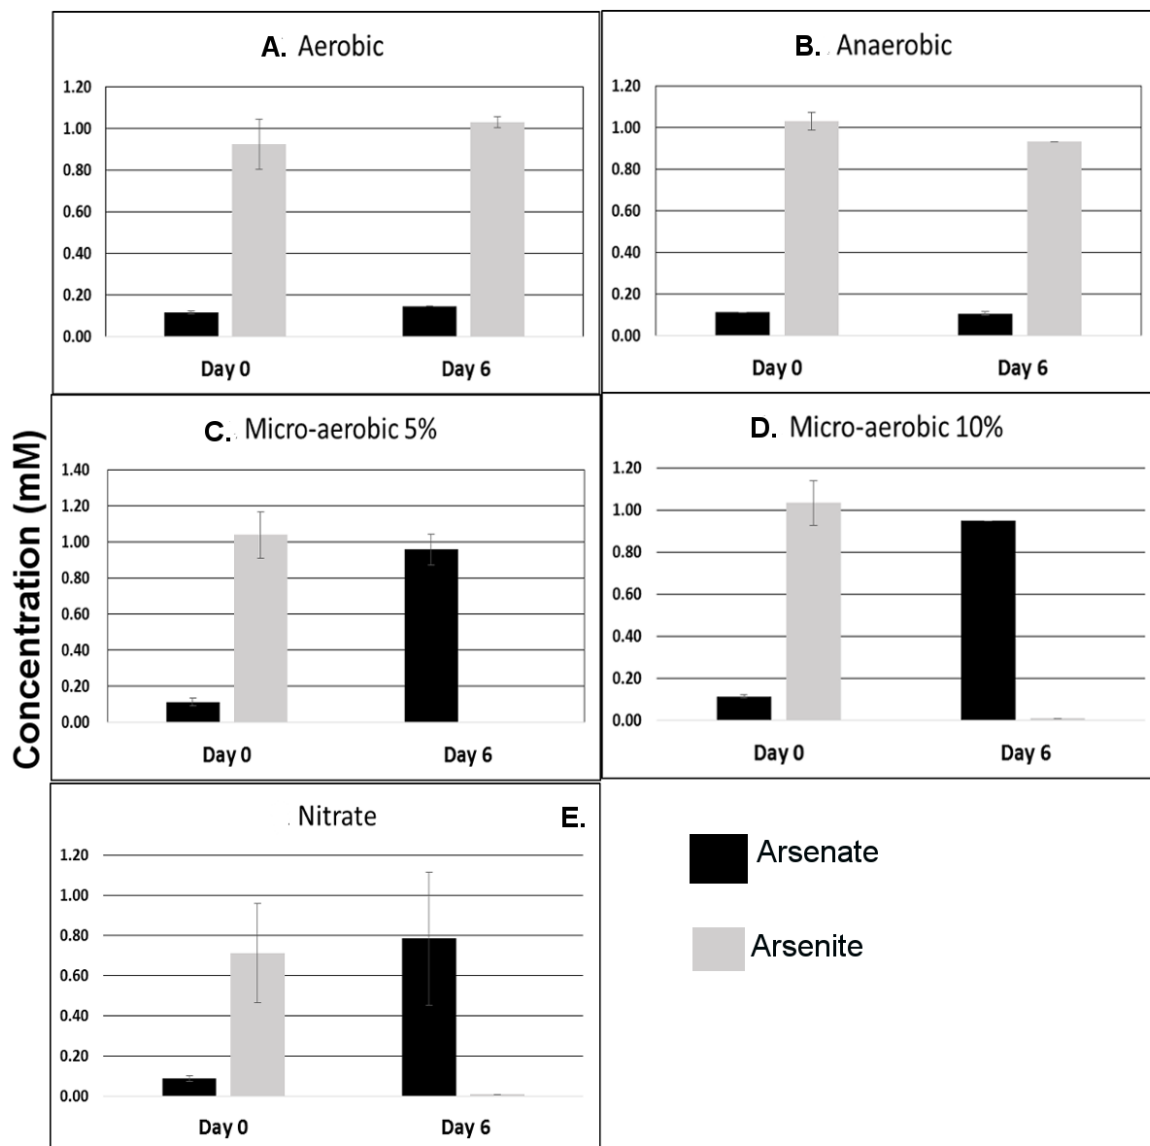 A. Aerobic
1.20
1.00
0.80
0.60
0.40
0.20
0.00
Day 0 Day 6
B. Anaerobic
1.20
1.00
0.80
0.60
0.40
0.20
0.00
Day 0 Day 6
Concentration (mM)
C. Micro-aerobic 5%
1.40
1.20
1.00
0.80
0.60
0.40
0.20
0.00
Day 0 Day 6
D. Micro-aerobic 10%
1.20
1.00
0.80
0.60
0.40
0.20
0.00
Day 0 Day 6
Nitrate E.
1.20
1.00
0.80
0.60
0.40
0.20
0.00
Day 0 Day 6
Arsenate
Arsenite